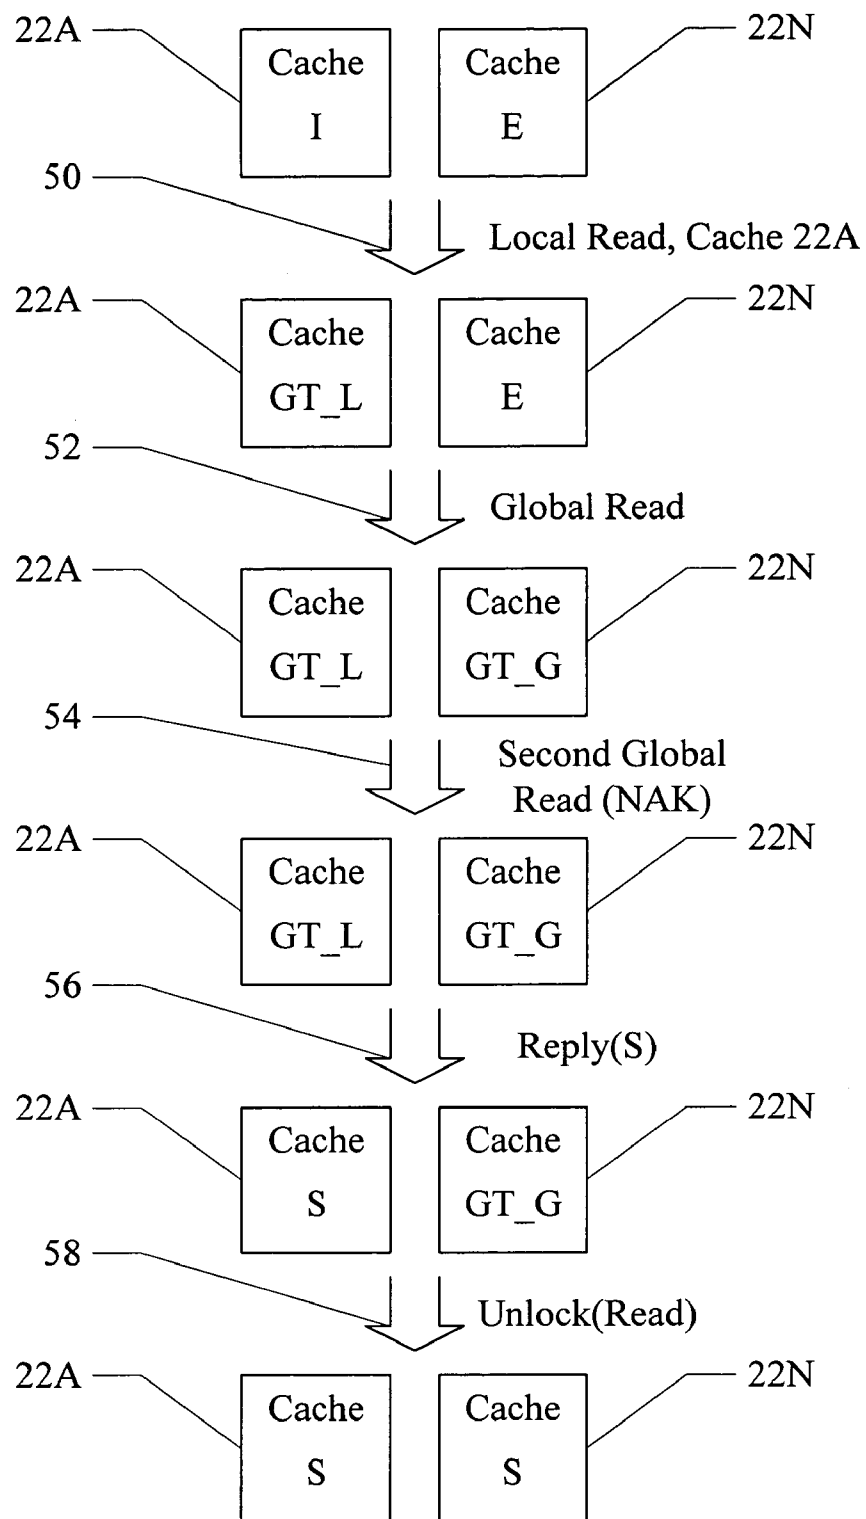 22A
22N
Cache
Cache
I
E
50
Local Read, Cache 22A
22A
22N
Cache
Cache
GT_L
E
52
Global Read
22A
22N
Cache
Cache
GT_L
GT_G
54
Second Global
Read (NAK)
22A
22N
Cache
Cache
GT_L
GT_G
56
Reply(S)
22A
22N
Cache
Cache
S
GT_G
58
Unlock(Read)
22A
22N
Cache
Cache
S
S